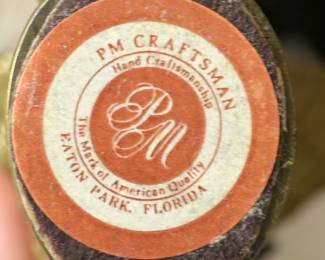 PM CRAFTSMAN
Hand Craftsmanship
PM
The Mark of American Quality
EATON PARK, FLORIDA